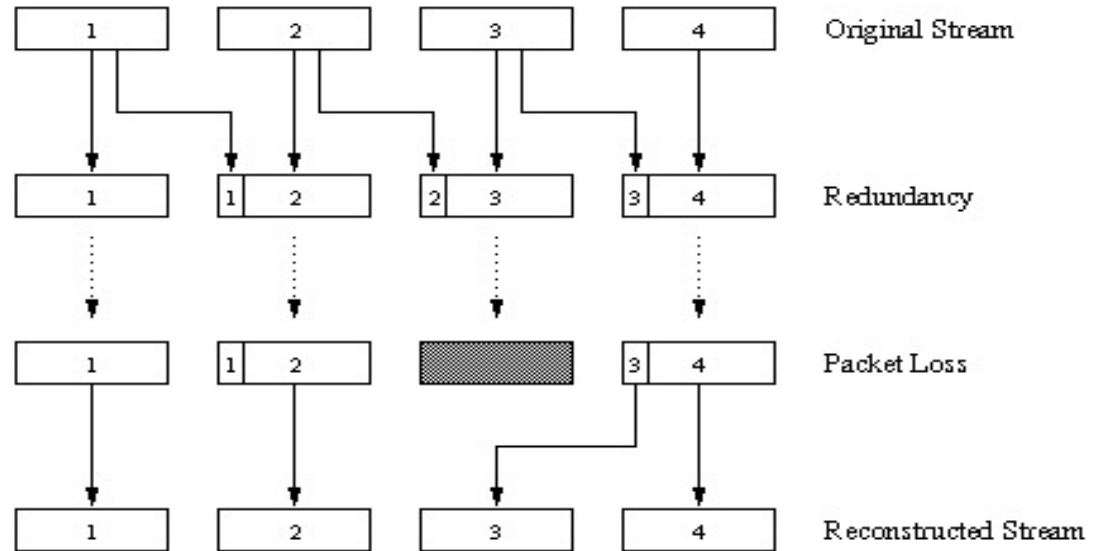 1 2 3 4 Original Stream
1 1 2 2 3 3 4 Redundancy
1 1 2 3 4 Packet Loss
1 2 3 4 Reconstructed Stream